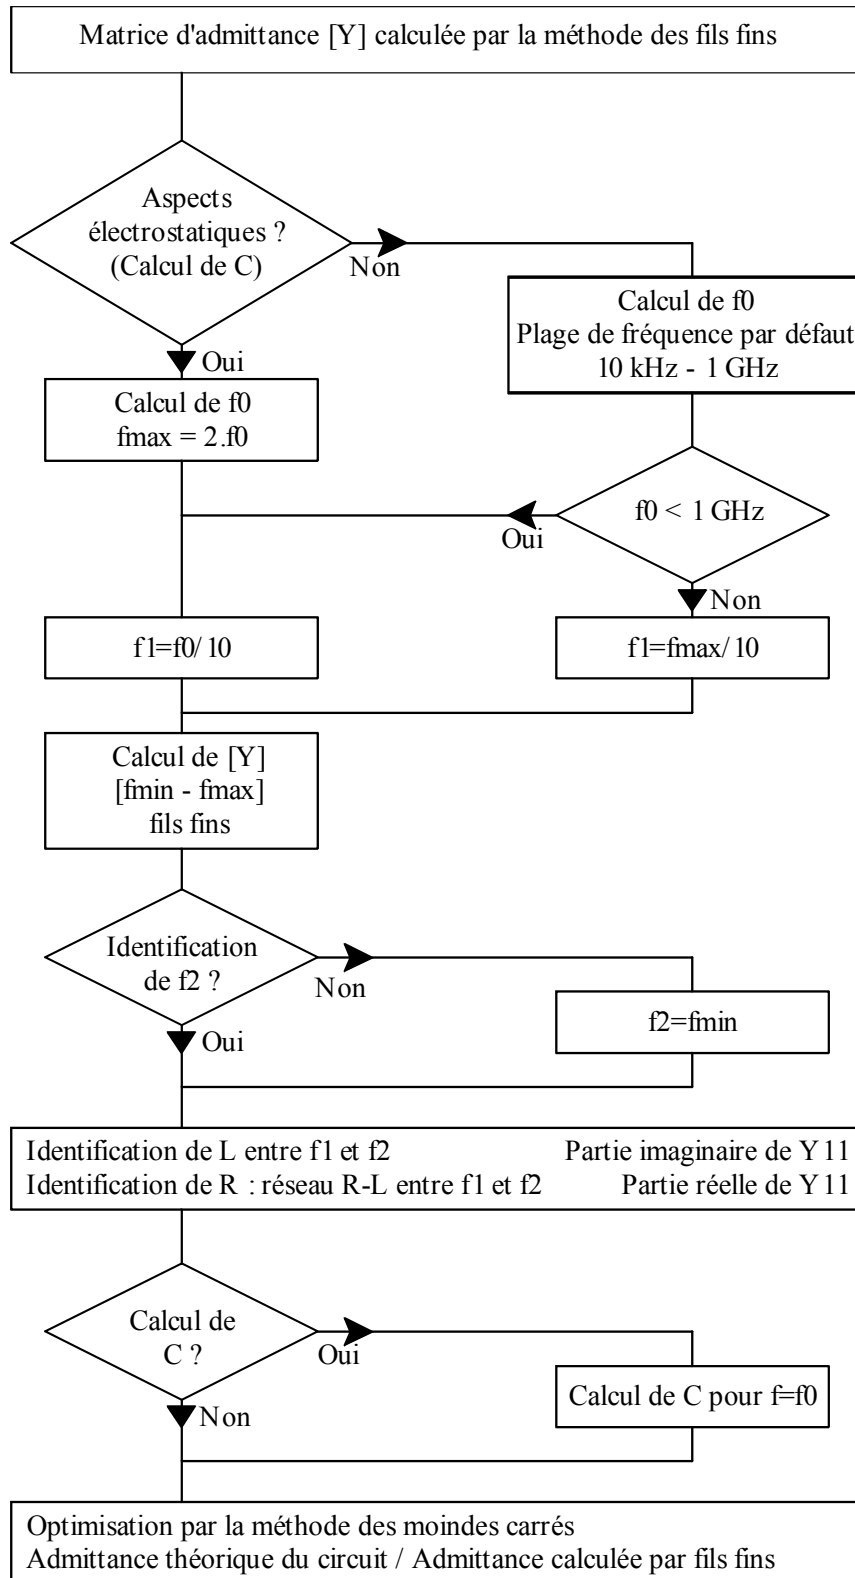 Matrice d'admittance [Y] calculée par la méthode des fils fins
Aspects
électrostatiques ?
(Calcul de C)
Non
Oui
Calcul de f0
Plage de fréquence par défaut
10 kHz - 1 GHz
Calcul de f0
fmax = 2.f0
f0 < 1 GHz
Oui
Non
f1=f0/10
f1=fmax/10
Calcul de [Y]
[fmin - fmax]
fils fins
Identification
de f2 ?
Non
Oui
f2=fmin
Identification de L entre f1 et f2 Partie imaginaire de Y11
Identification de R : réseau R-L entre f1 et f2 Partie réelle de Y11
Calcul de
C ?
Oui
Non
Calcul de C pour f=f0
Optimisation par la méthode des moindes carrés
Admittance théorique du circuit / Admittance calculée par fils fins